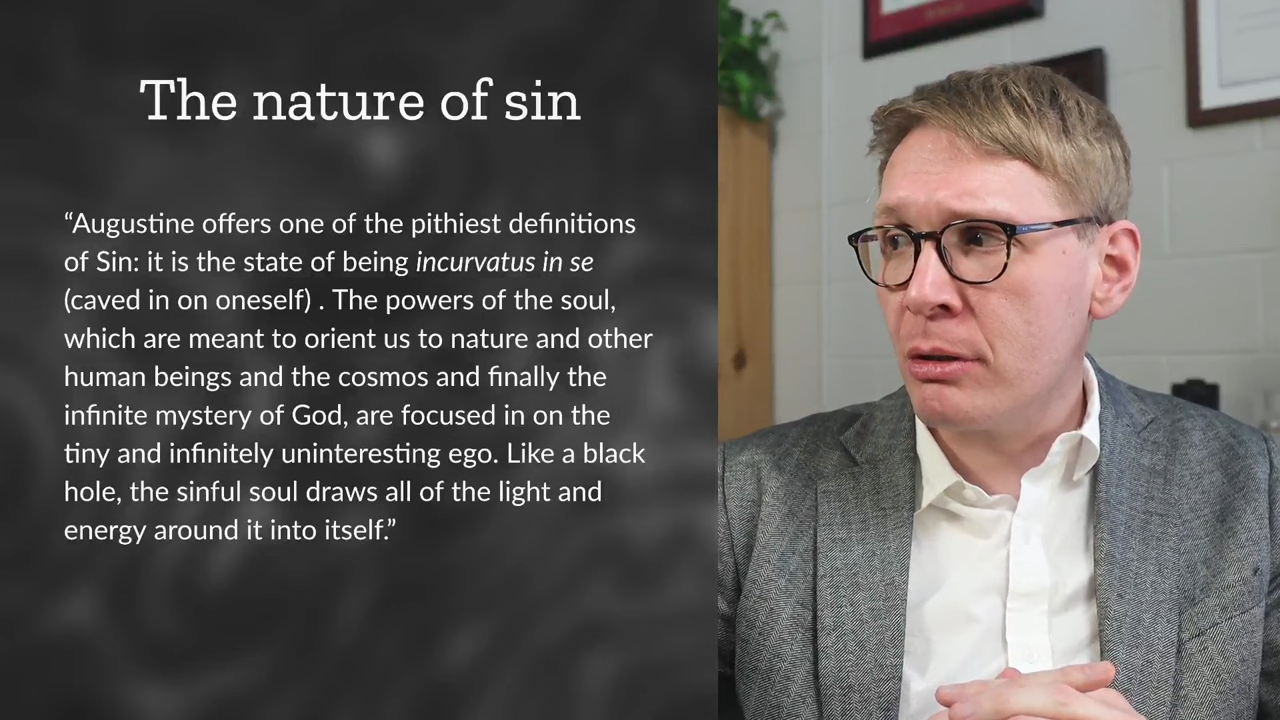 The nature of sin
“Augustine offers one of the pithiest definitions
of Sin: it is the state of being incurvatus in se
(caved in on oneself) . The powers of the soul,
which are meant to orient us to nature and other
human beings and the cosmos and finally the
infinite mystery of God, are focused in on the
tiny and infinitely uninteresting ego. Like a black
hole, the sinful soul draws all of the light and
energy around it into itself.”